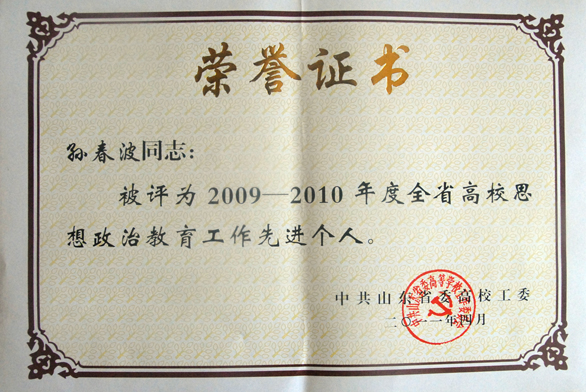 荣誉证书
孙春波同志：
被评为2009—2010年度全省高校思
想政治教育工作先进个人。
中共山东省委高校工委
二〇一一年四月